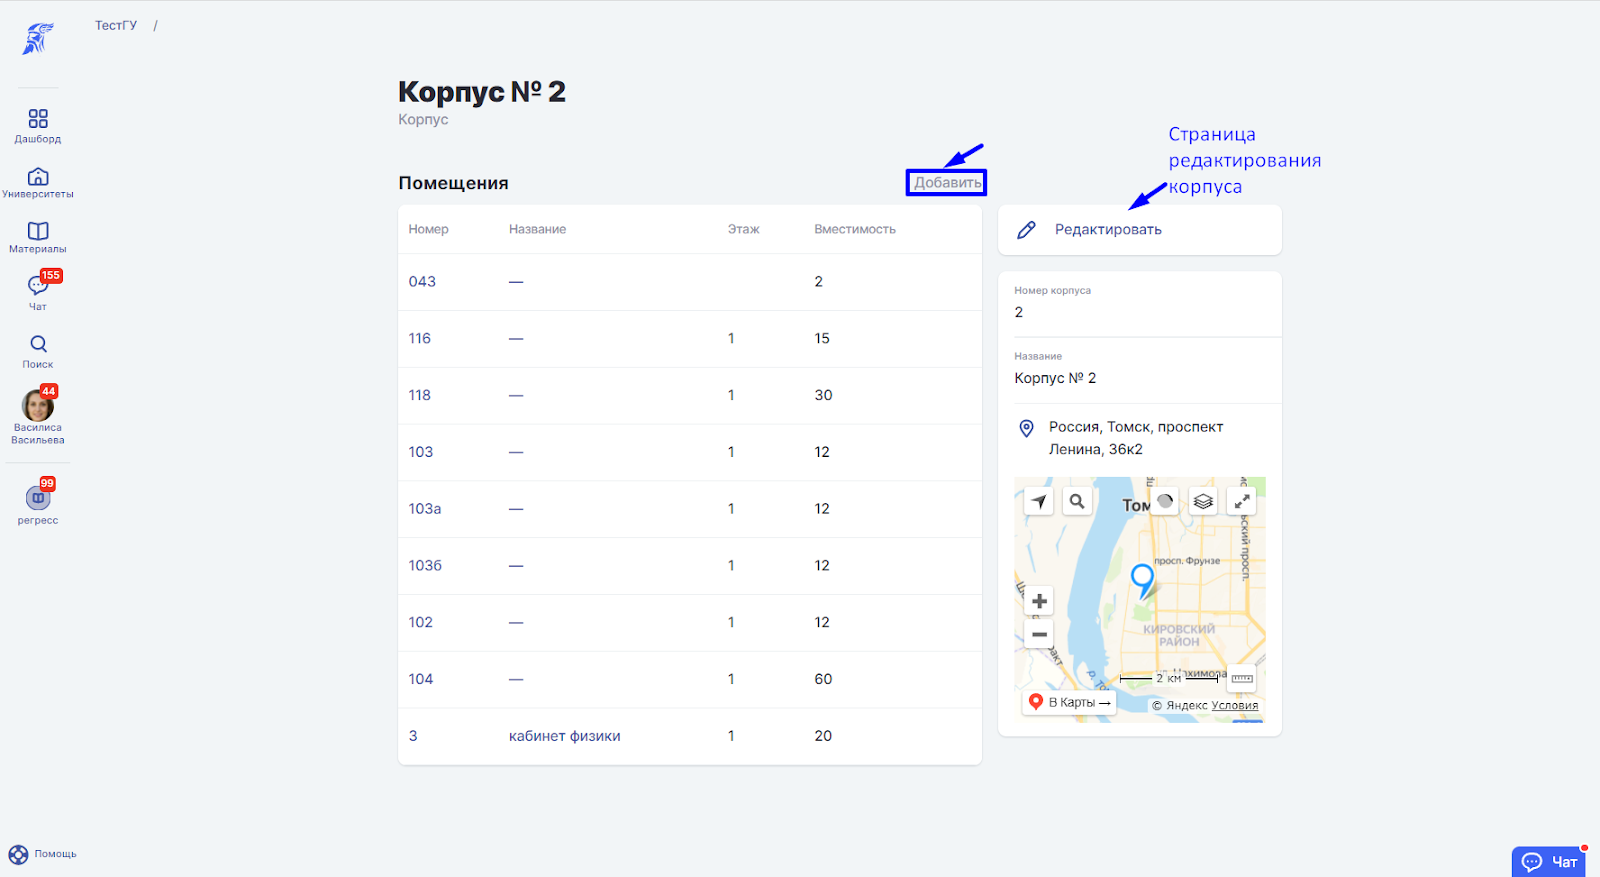 ТестГУ /
Дашборд
Университеты
Материалы
155
Чат
Поиск
44
Василиса
Васильева
99
регресс
Помощь
Корпус № 2
Корпус
Помещения
Добавить
Номер Название Этаж Вместимость
043 — 2
116 — 1 15
118 — 1 30
103 — 1 12
103а — 1 12
103б — 1 12
102 — 1 12
104 — 1 60
3 кабинет физики 1 20
Страница
редактирования
корпуса
Редактировать
Номер корпуса
2
Название
Корпус № 2
Россия, Томск, проспект
Ленина, 36к2
Том
просп. Фрунзе
КИРОВСКИЙ
РАЙОН
2 км
В Карты →
© Яндекс Условия
Чат